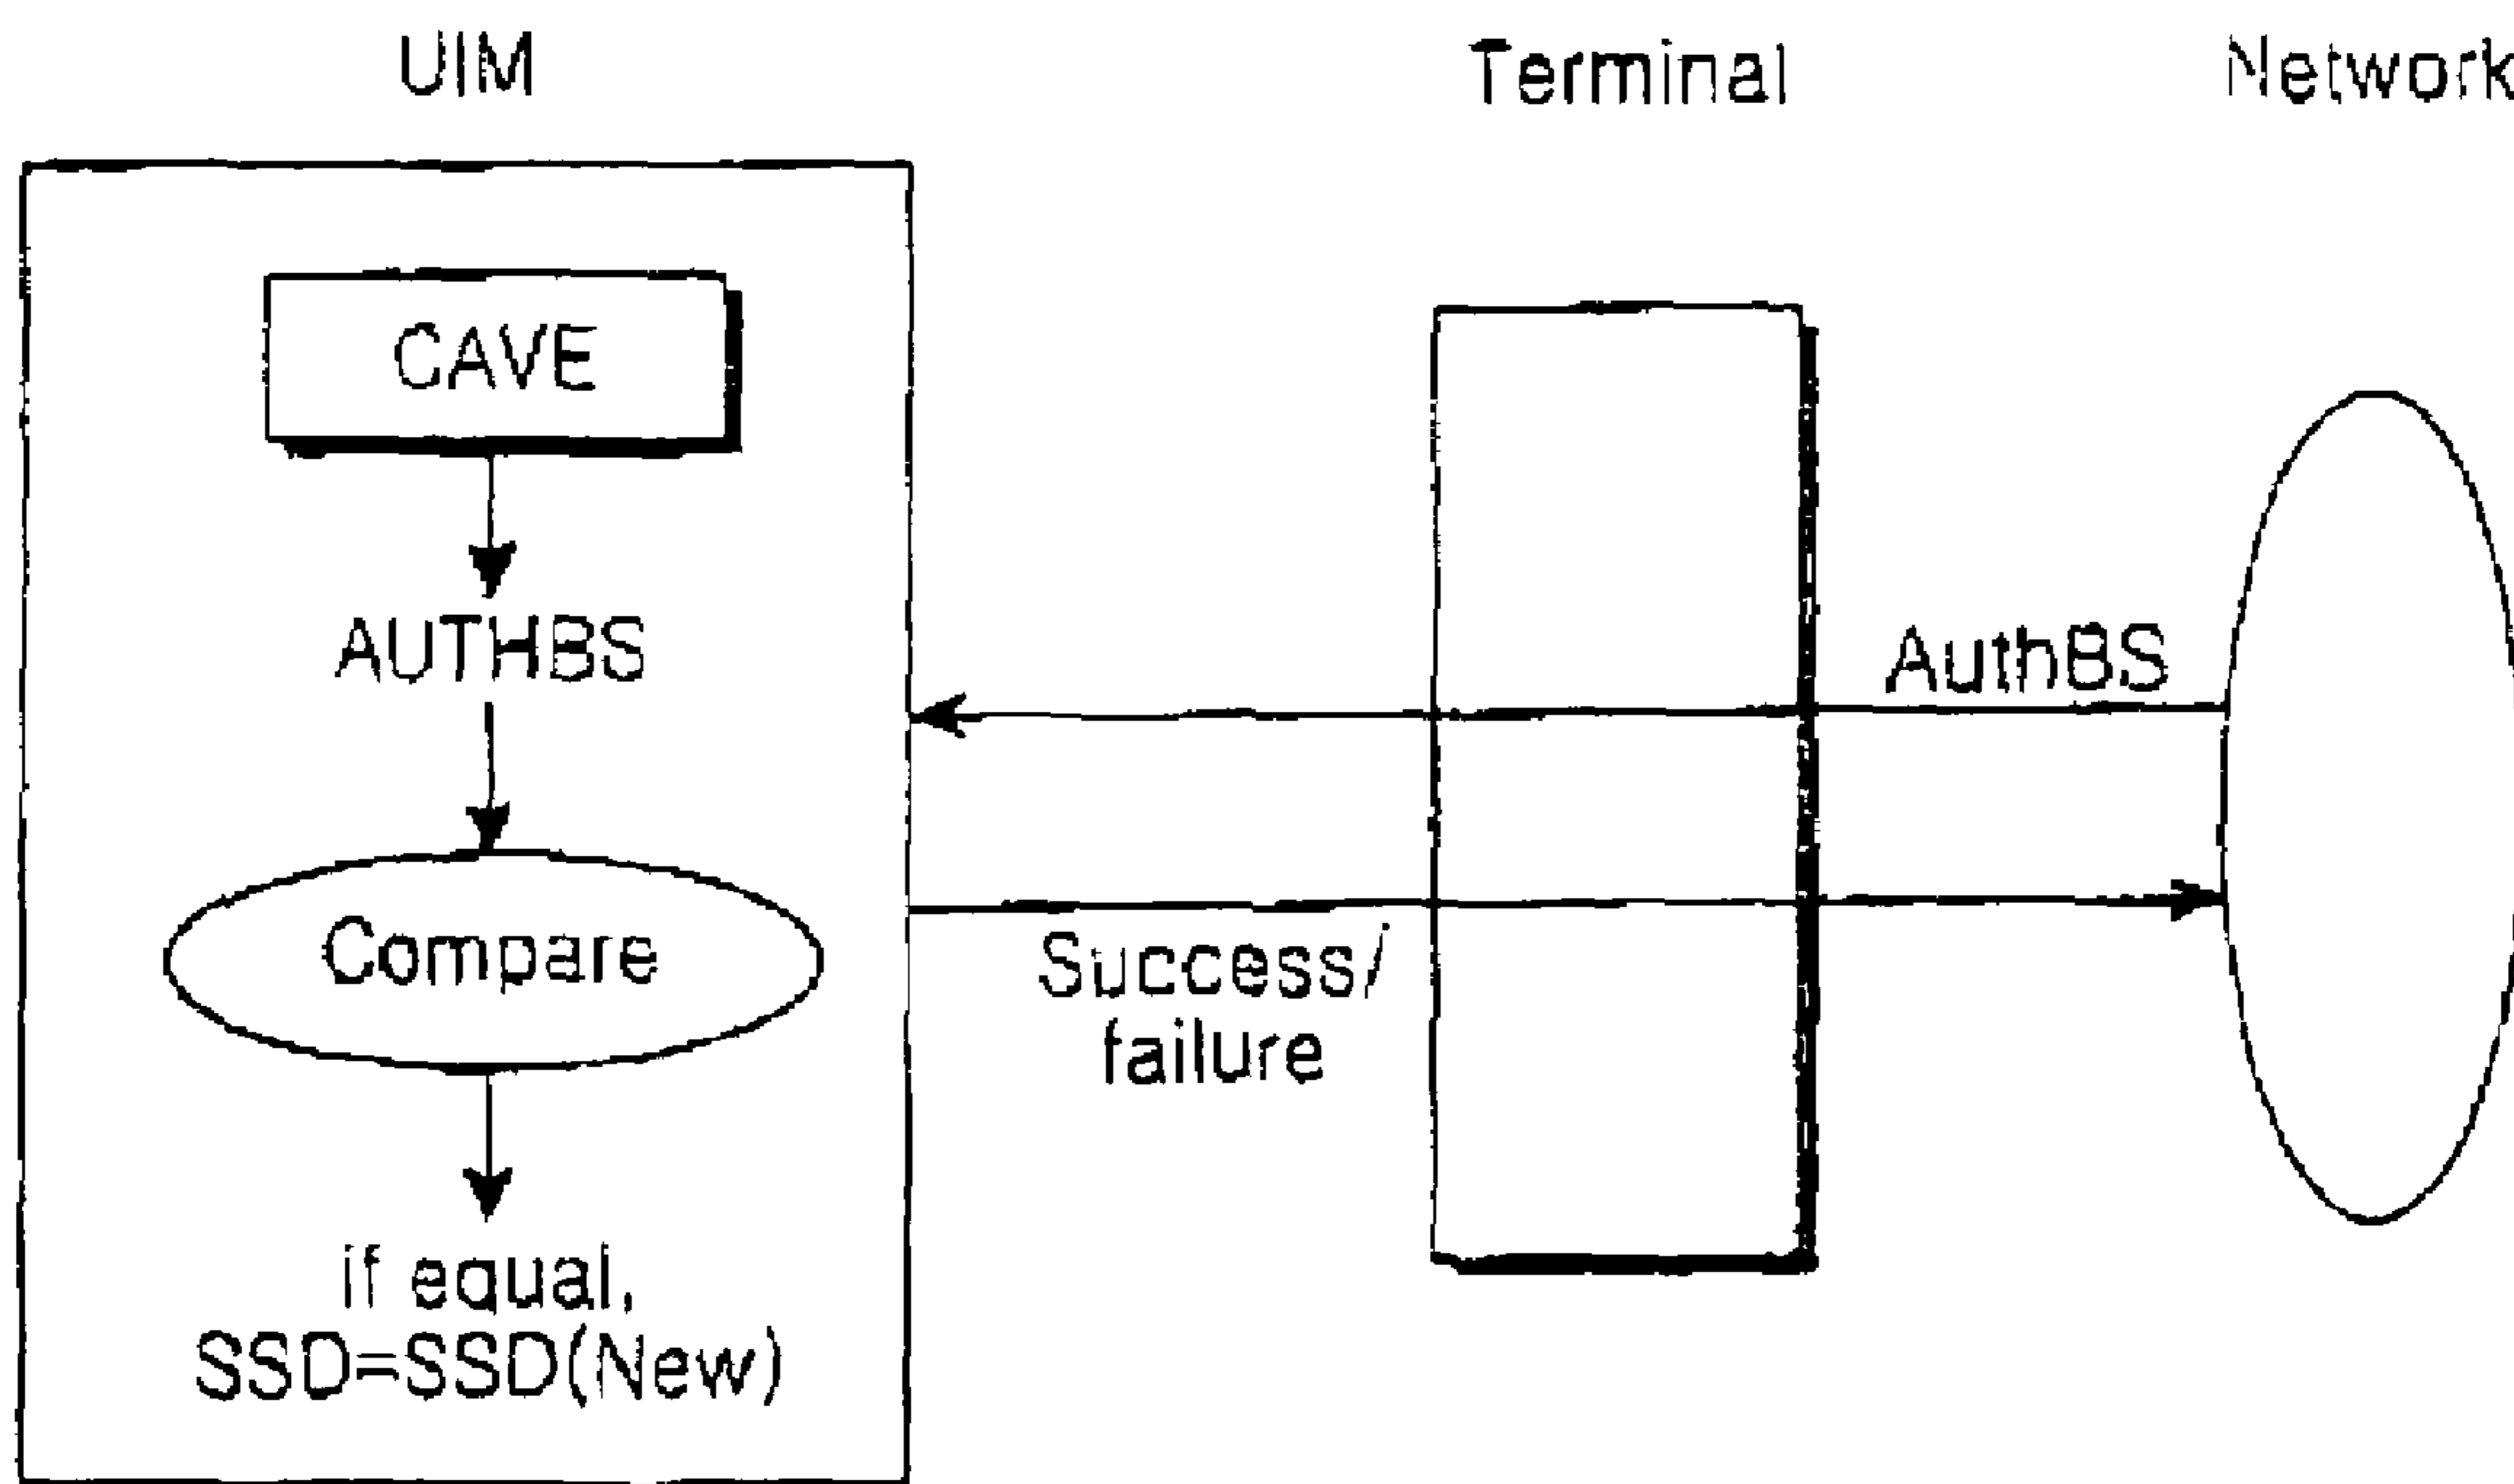 UIM
Terminal
Network
CAVE
AUTHBS
AuthBS
Compare
Success/
failure
if equal,
SSD=SSD(New)